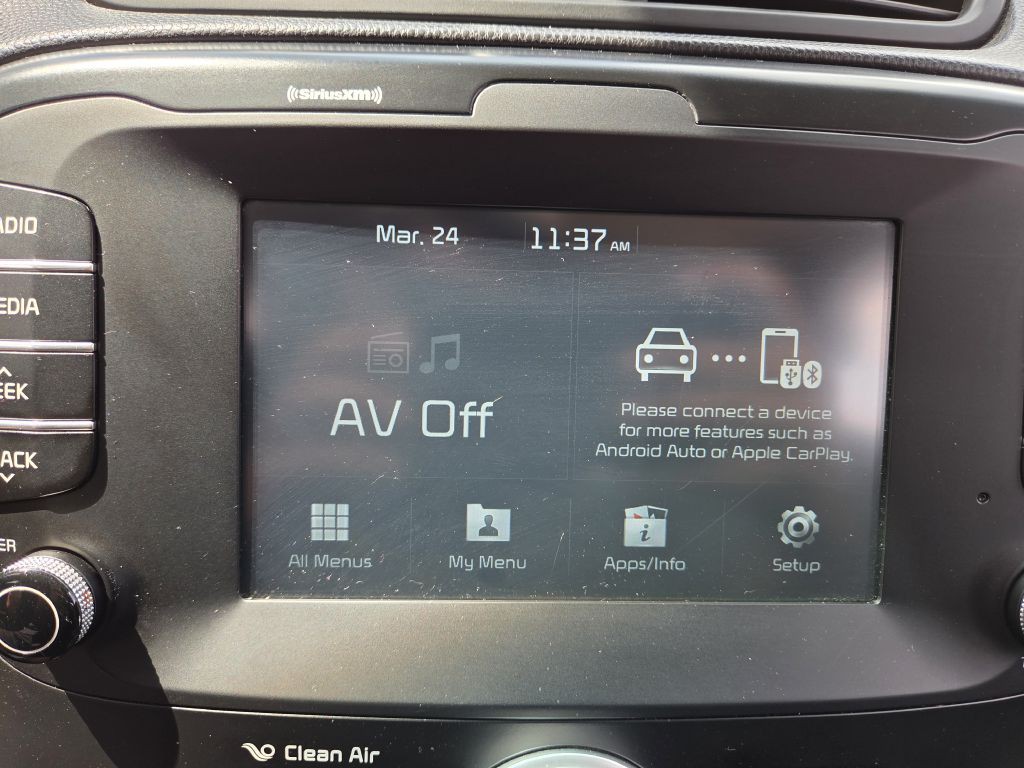 SiriusXM
ADIO
EDIA
EEK
ACK
ER
Mar. 24 11:37 AM
AV Off
Please connect a device
for more features such as
Android Auto or Apple CarPlay.
All Menus My Menu Apps/Info Setup
Clean Air